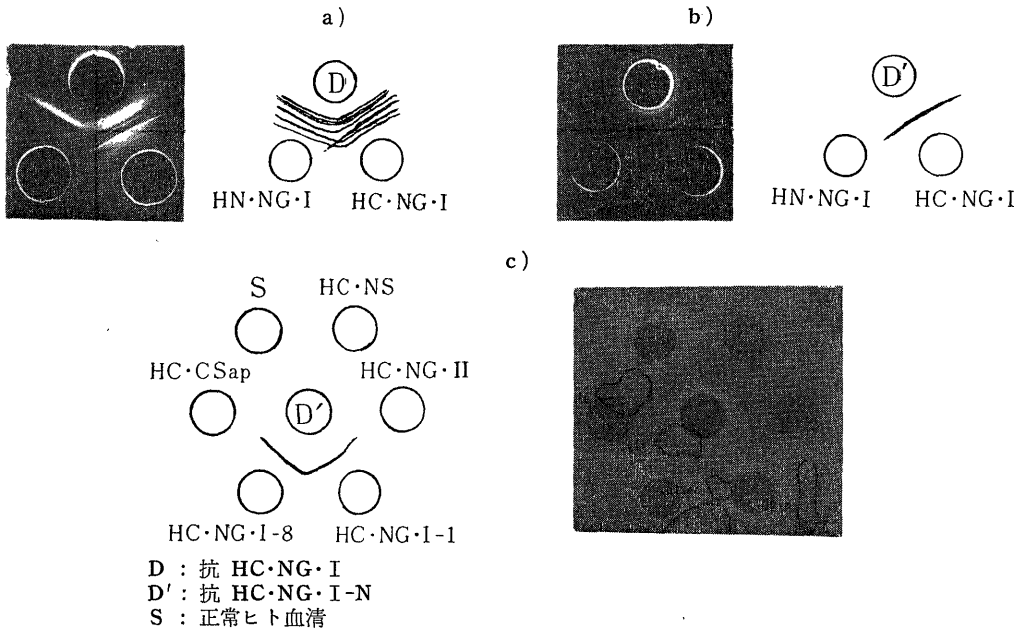 a)
b)
D
HN・NG・I HC・NG・I
D′
HN・NG・I HC・NG・I
c)
S HC・NS
HC・CSap HC・NG・II
D′
HC・NG・I-8 HC・NG・I-1
D : 抗 HC・NG・I
D′ : 抗 HC・NG・I-N
S : 正常ヒト血清